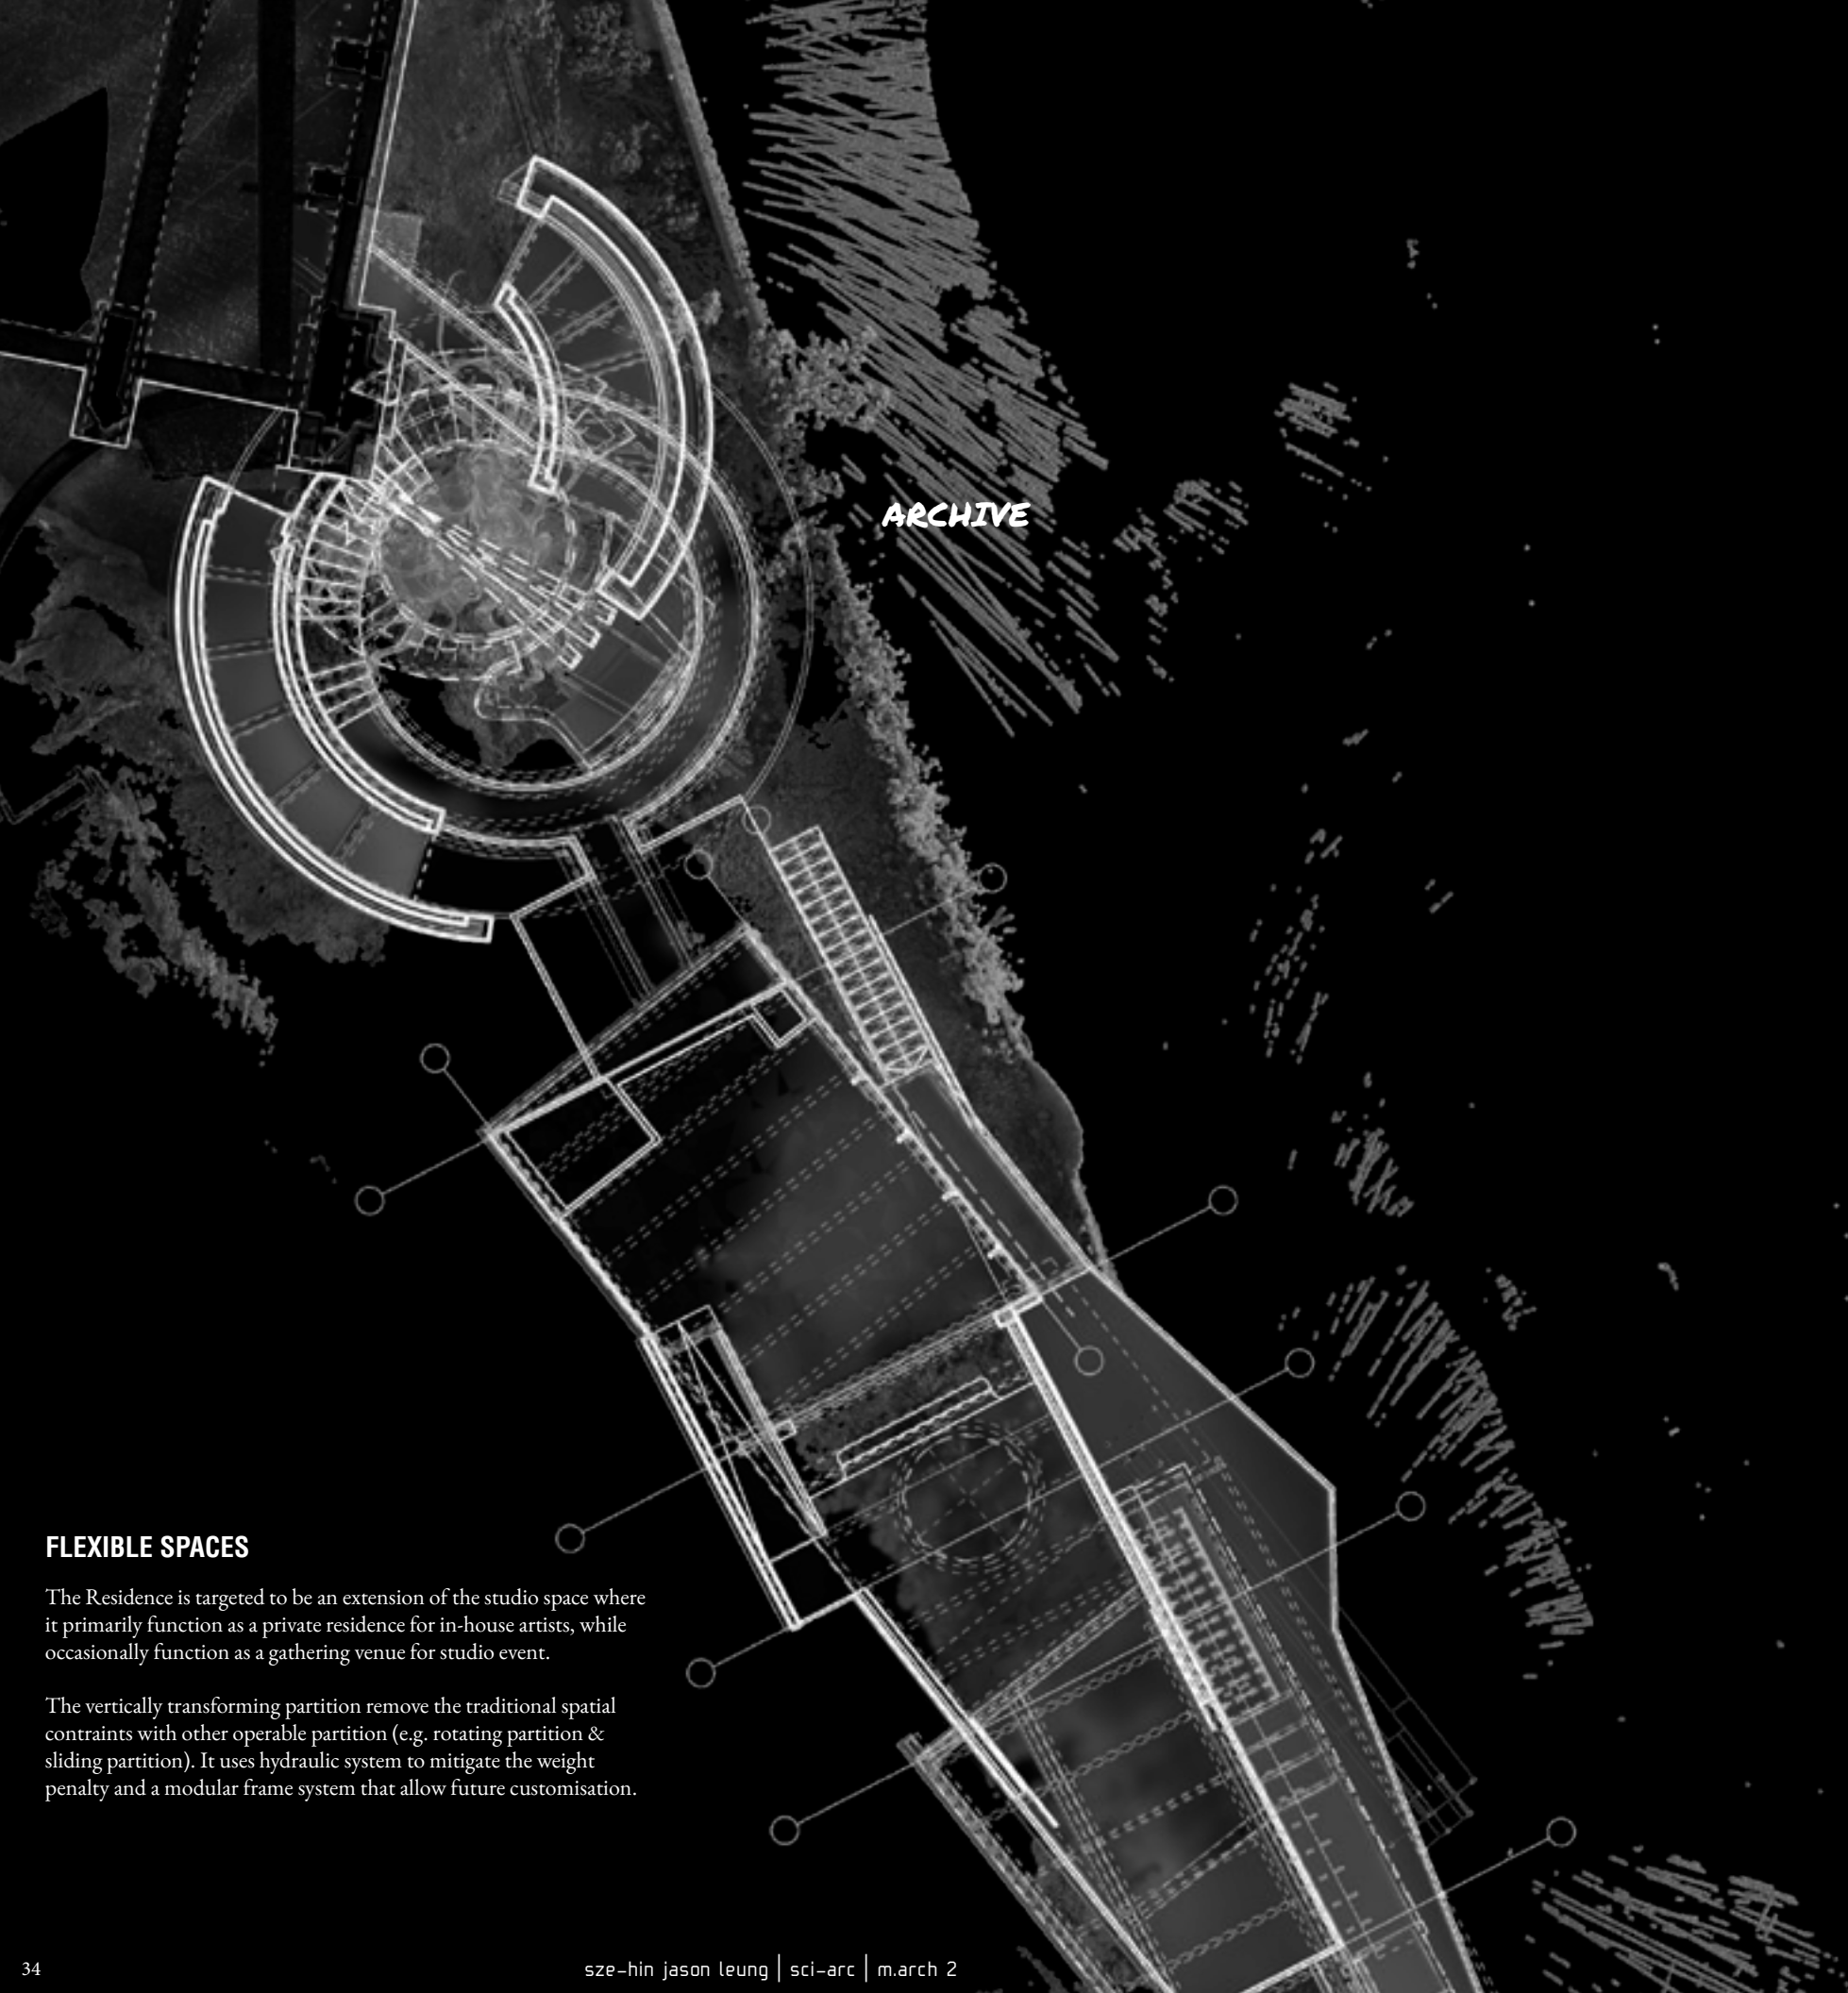 ARCHIVE
FLEXIBLE SPACES
The Residence is targeted to be an extension of the studio space where
it primarily function as a private residence for in-house artists, while
occasionally function as a gathering venue for studio event.
The vertically transforming partition remove the traditional spatial
contraints with other operable partition (e.g. rotating partition &
sliding partition). It uses hydraulic system to mitigate the weight
penalty and a modular frame system that allow future customisation.
34
sze-hin jason leung | sci-arc | m.arch 2